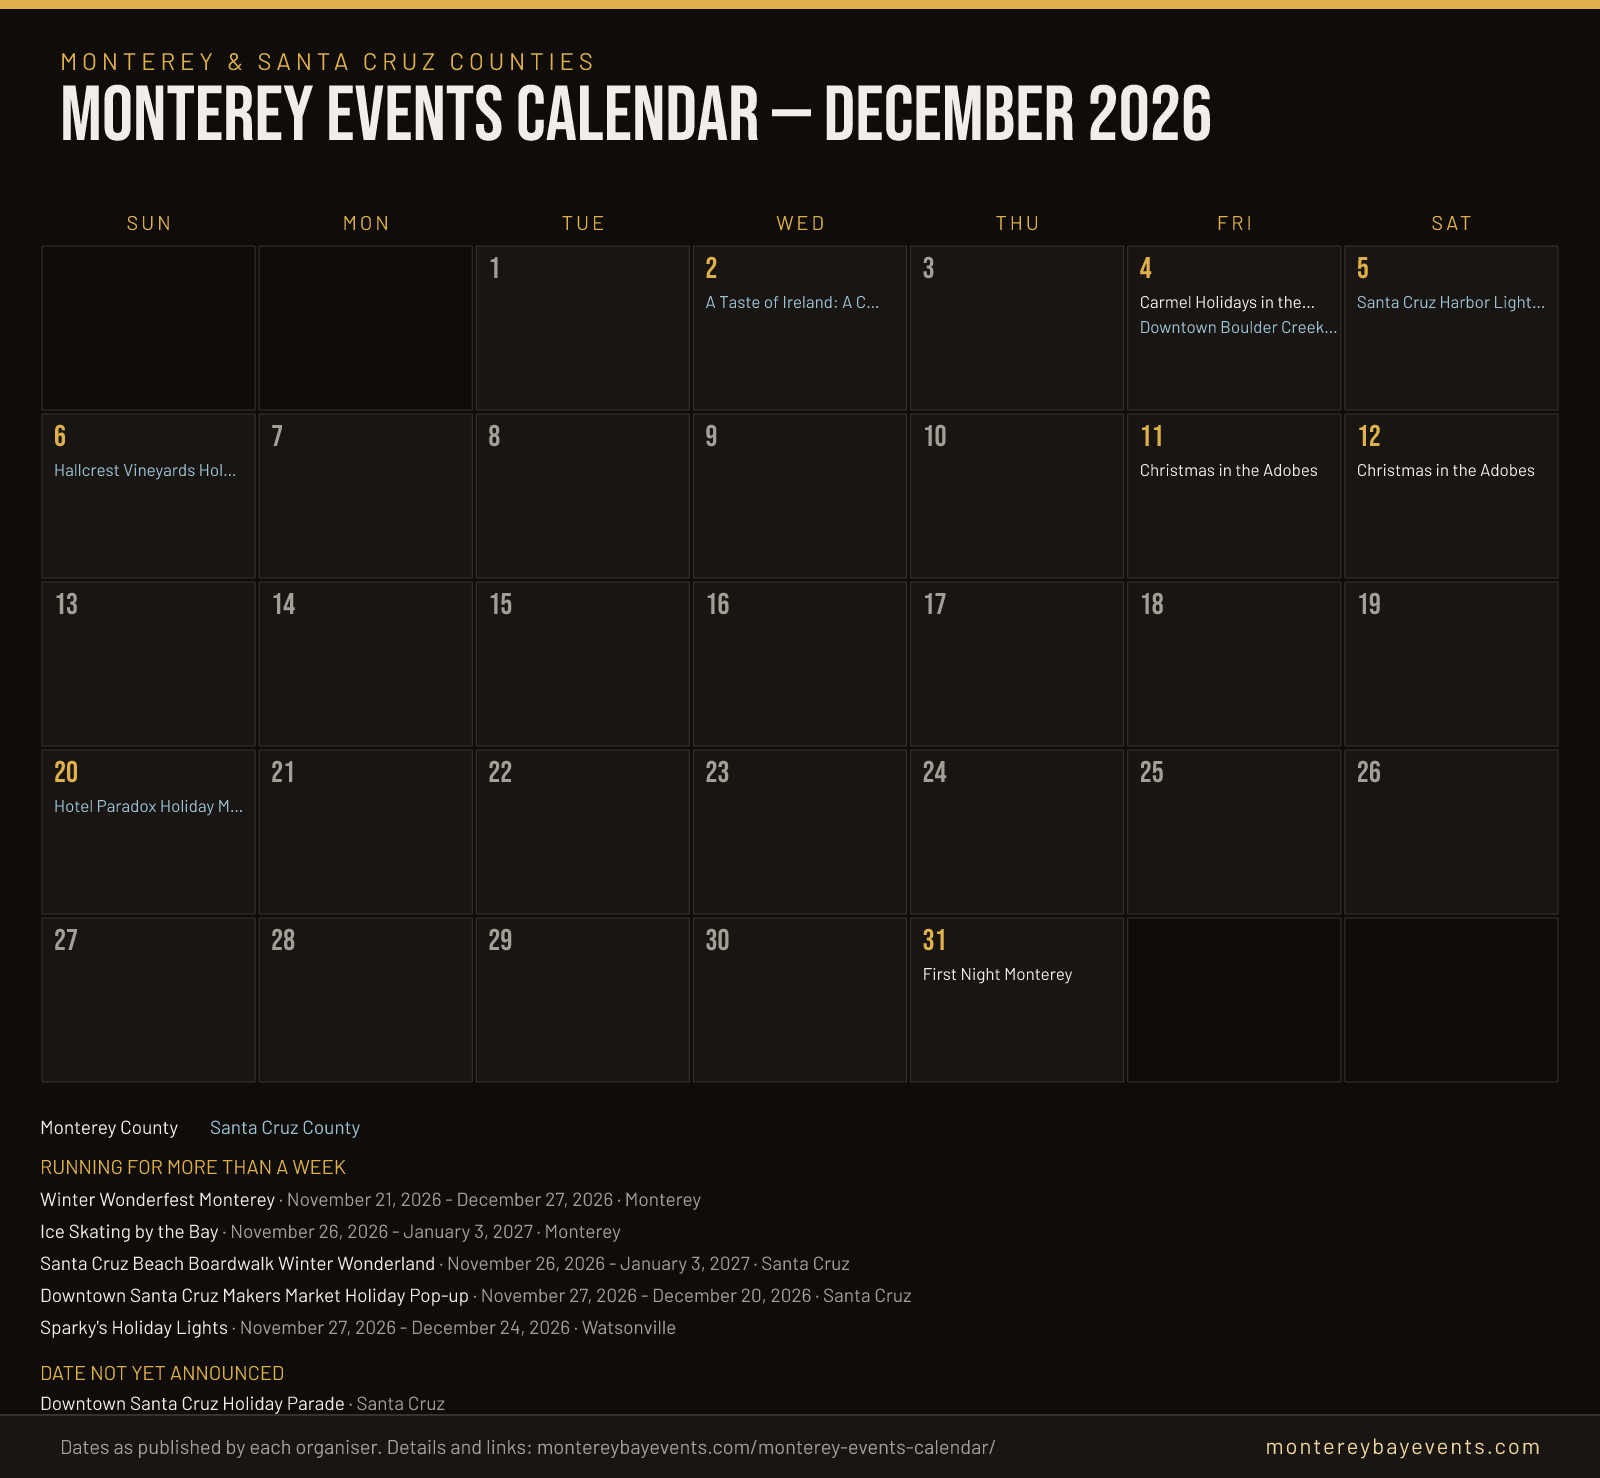 MONTEREY & SANTA CRUZ COUNTIES
MONTEREY EVENTS CALENDAR — DECEMBER 2026
SUN MON TUE WED THU FRI SAT
1
2
A Taste of Ireland: A C...
3
4
Carmel Holidays in the...
Downtown Boulder Creek...
5
Santa Cruz Harbor Light...
6
Hallcrest Vineyards Hol...
7
8
9
10
11
Christmas in the Adobes
12
Christmas in the Adobes
13
14
15
16
17
18
19
20
Hotel Paradox Holiday M...
21
22
23
24
25
26
27
28
29
30
31
First Night Monterey
Monterey County Santa Cruz County
RUNNING FOR MORE THAN A WEEK
Winter Wonderfest Monterey · November 21, 2026 - December 27, 2026 · Monterey
Ice Skating by the Bay · November 26, 2026 - January 3, 2027 · Monterey
Santa Cruz Beach Boardwalk Winter Wonderland · November 26, 2026 - January 3, 2027 · Santa Cruz
Downtown Santa Cruz Makers Market Holiday Pop-up · November 27, 2026 - December 20, 2026 · Santa Cruz
Sparky's Holiday Lights · November 27, 2026 - December 24, 2026 · Watsonville
DATE NOT YET ANNOUNCED
Downtown Santa Cruz Holiday Parade · Santa Cruz
Dates as published by each organiser. Details and links: montereybayevents.com/monterey-events-calendar/
montereybayevents.com